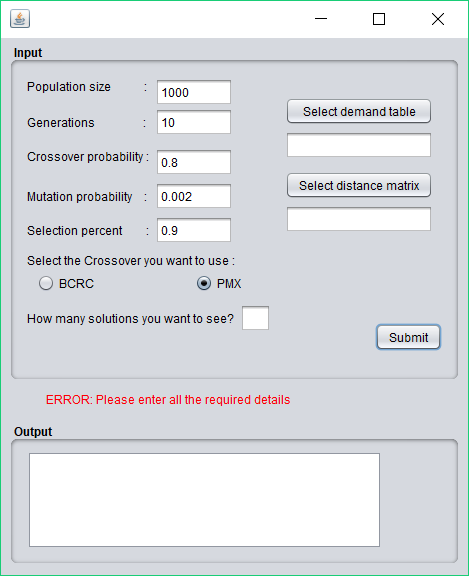 Input
Population size : 1000
Generations : 10
Crossover probability : 0.8
Mutation probability : 0.002
Selection percent : 0.9
Select demand table
Select distance matrix
Select the Crossover you want to use :
BCRC PMX
How many solutions you want to see?
Submit
ERROR: Please enter all the required details
Output